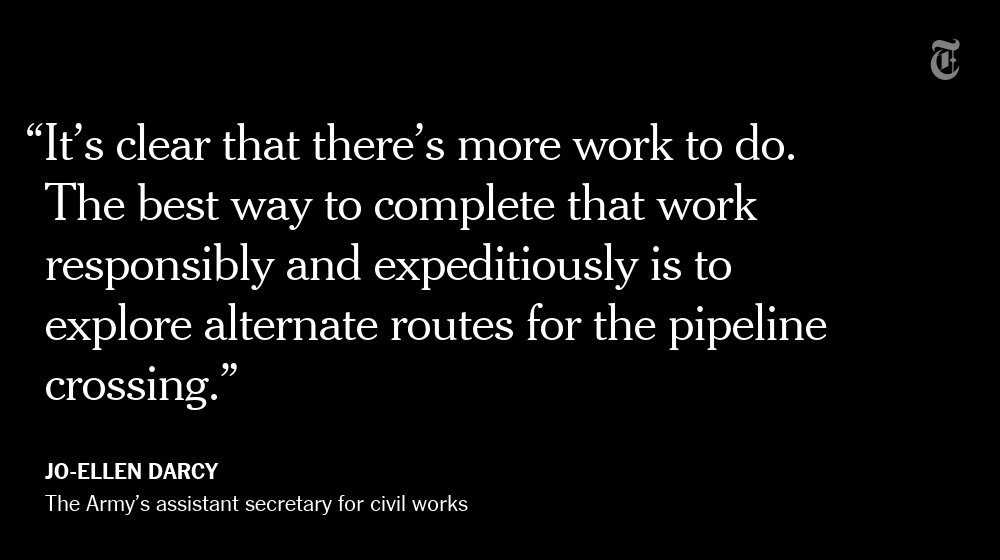 “It’s clear that there’s more work to do.
The best way to complete that work
responsibly and expeditiously is to
explore alternate routes for the pipeline
crossing.”
JO-ELLEN DARCY
The Army’s assistant secretary for civil works